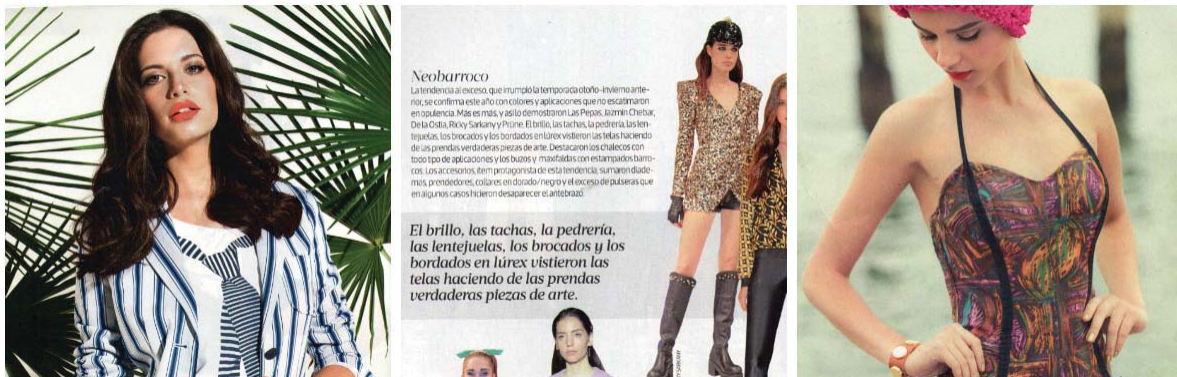 Neobarroco
La tendencia al exceso, que irrumpió la temporada otoño-invierno ante-
rior, se confirma este año con colores y aplicaciones que no escatimaron
en opulencia. Más es más, y así lo demostraron Las Pepas, Jazmín Chebar,
De la Ostia, Ricky Sarkany y Prüne. El brillo, las tachas, la pedrería, las len-
tejuelas, los brocados y los bordados en lúrex vistieron las telas haciendo
de las prendas verdaderas piezas de arte. Destacaron los chalecos con
todo tipo de aplicaciones y los buzos y maxifaldas con estampados barro-
cos. Los accesorios, ítem protagonista de esta tendencia, sumaron diade-
mas, prendedores, collares en dorado/negro y el exceso de pulseras que
en algunos casos hicieron desaparecer el antebrazo.
El brillo, las tachas, la pedrería,
las lentejuelas, los brocados y los
bordados en lúrex vistieron las
telas haciendo de las prendas
verdaderas piezas de arte.